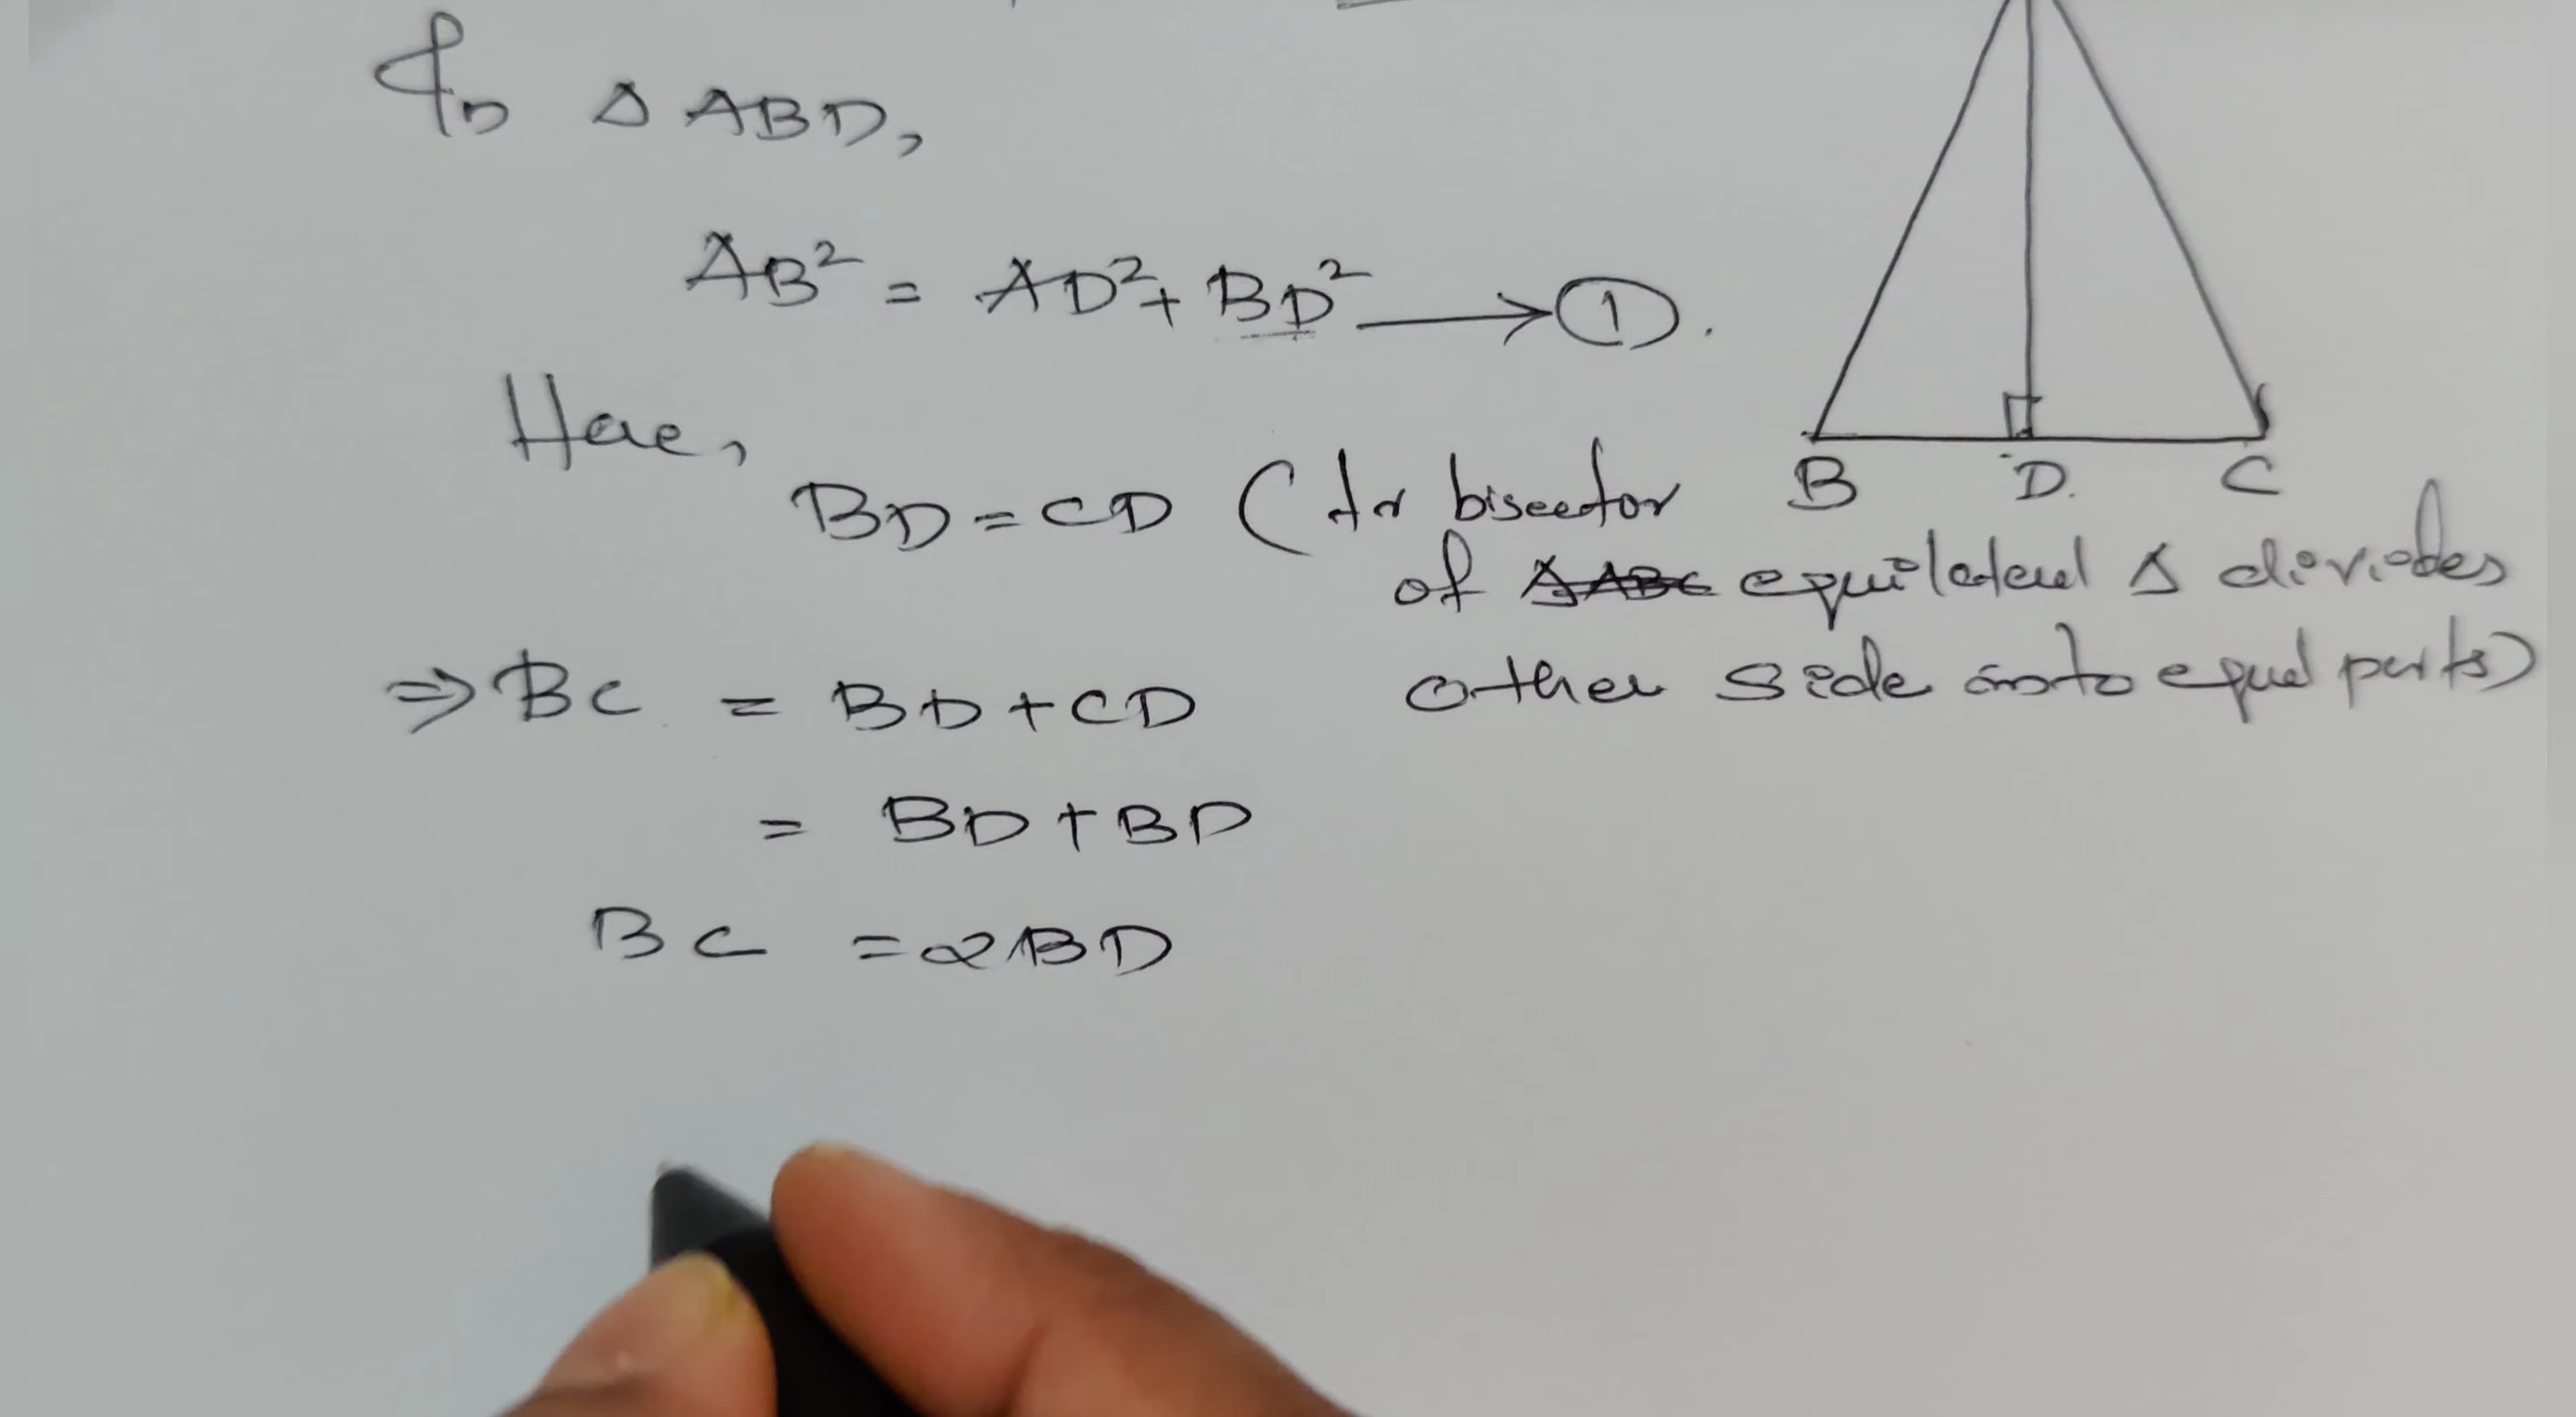 In Δ ABD,
AB² = AD² + BD² ⟶ ①.
Here,
B D. C
BD = CD (⊥r bisector
of ΔABC equilateral Δ divides
other side into equal parts)
⇒ BC = BD + CD
= BD + BD
BC = 2BD